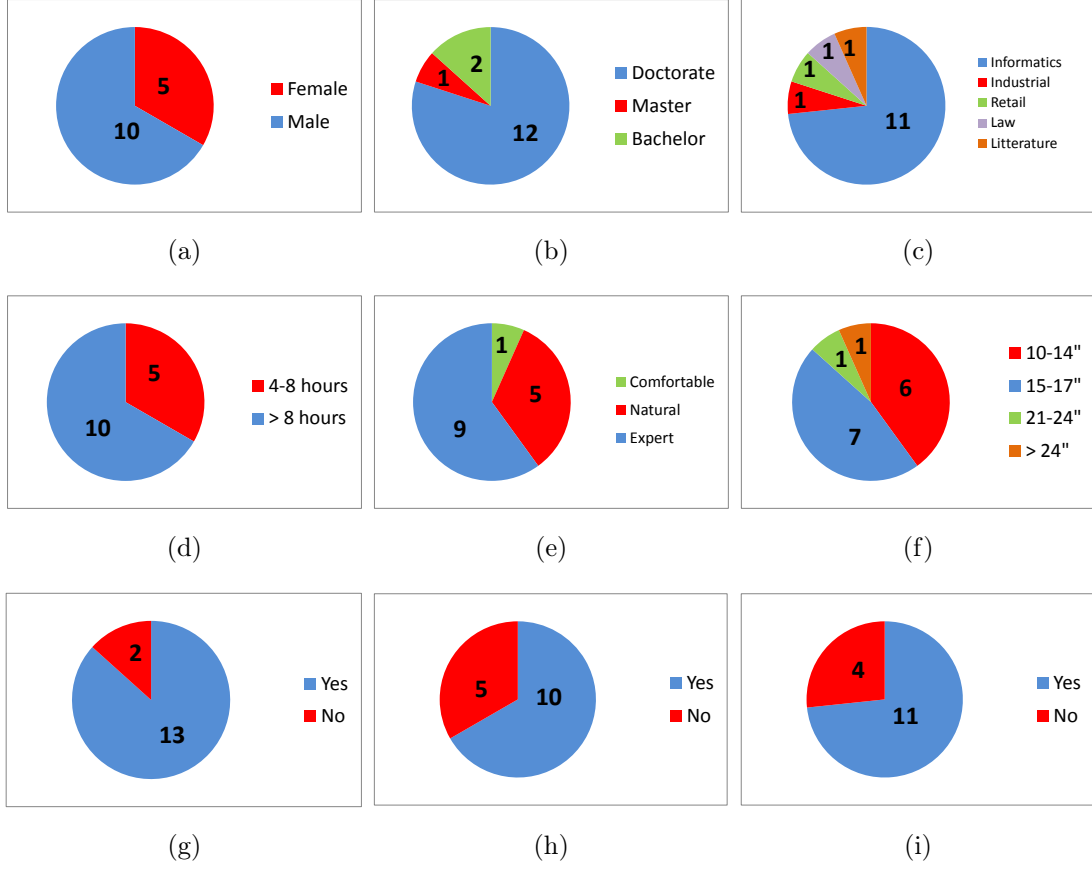 5
10
Female
Male
(a)
2
1
12
Doctorate
Master
Bachelor
(b)
1
1
1
1
11
Informatics
Industrial
Retail
Law
Litterature
(c)
5
10
4-8 hours
> 8 hours
(d)
1
5
9
Comfortable
Natural
Expert
(e)
1
1
6
7
10-14"
15-17"
21-24"
> 24"
(f)
2
13
Yes
No
(g)
5
10
Yes
No
(h)
4
11
Yes
No
(i)